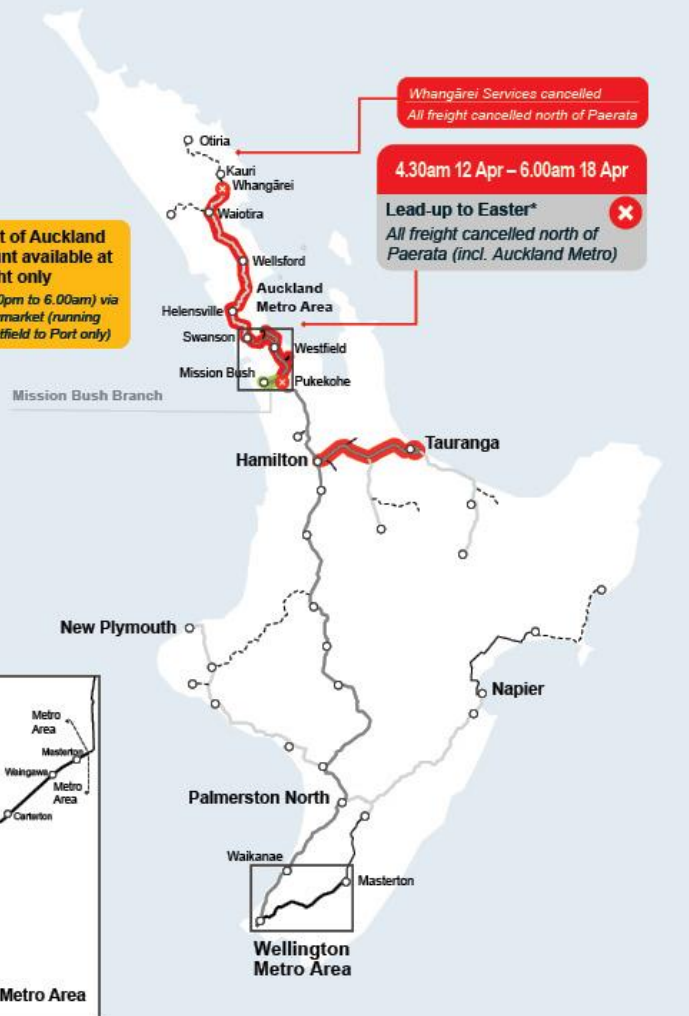 Whangārei Services cancelled
All freight cancelled north of Paerata
4.30am 12 Apr – 6.00am 18 Apr
Lead-up to Easter*
All freight cancelled north of
Paerata (incl. Auckland Metro)
Otiria
Kauri
Whangārei
Waiotira
t of Auckland
nt available at
ht only
0pm to 6.00am) via
market (running
tfield to Port only)
Wellsford
Auckland
Metro Area
Helensville
Swanson
Westfield
Mission Bush
Pukekohe
Mission Bush Branch
Tauranga
Hamilton
New Plymouth
Napier
Metro
Area
Masterton
Waingawa
Metro
Area
Carterton
Palmerston North
Waikanae
Masterton
Wellington
Metro Area
Metro Area